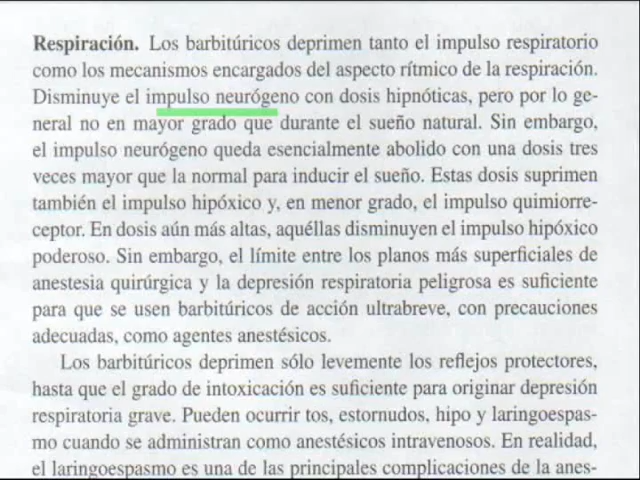 Respiración. Los barbitúricos deprimen tanto el impulso respiratorio
como los mecanismos encargados del aspecto rítmico de la respiración.
Disminuye el impulso neurógeno con dosis hipnóticas, pero por lo ge-
neral no en mayor grado que durante el sueño natural. Sin embargo,
el impulso neurógeno queda esencialmente abolido con una dosis tres
veces mayor que la normal para inducir el sueño. Estas dosis suprimen
también el impulso hipóxico y, en menor grado, el impulso quimiorre-
ceptor. En dosis aún más altas, aquéllas disminuyen el impulso hipóxico
poderoso. Sin embargo, el límite entre los planos más superficiales de
anestesia quirúrgica y la depresión respiratoria peligrosa es suficiente
para que se usen barbitúricos de acción ultrabreve, con precauciones
adecuadas, como agentes anestésicos.
Los barbitúricos deprimen sólo levemente los reflejos protectores,
hasta que el grado de intoxicación es suficiente para originar depresión
respiratoria grave. Pueden ocurrir tos, estornudos, hipo y laringoespas-
mo cuando se administran como anestésicos intravenosos. En realidad,
el laringoespasmo es una de las principales complicaciones de la anes-